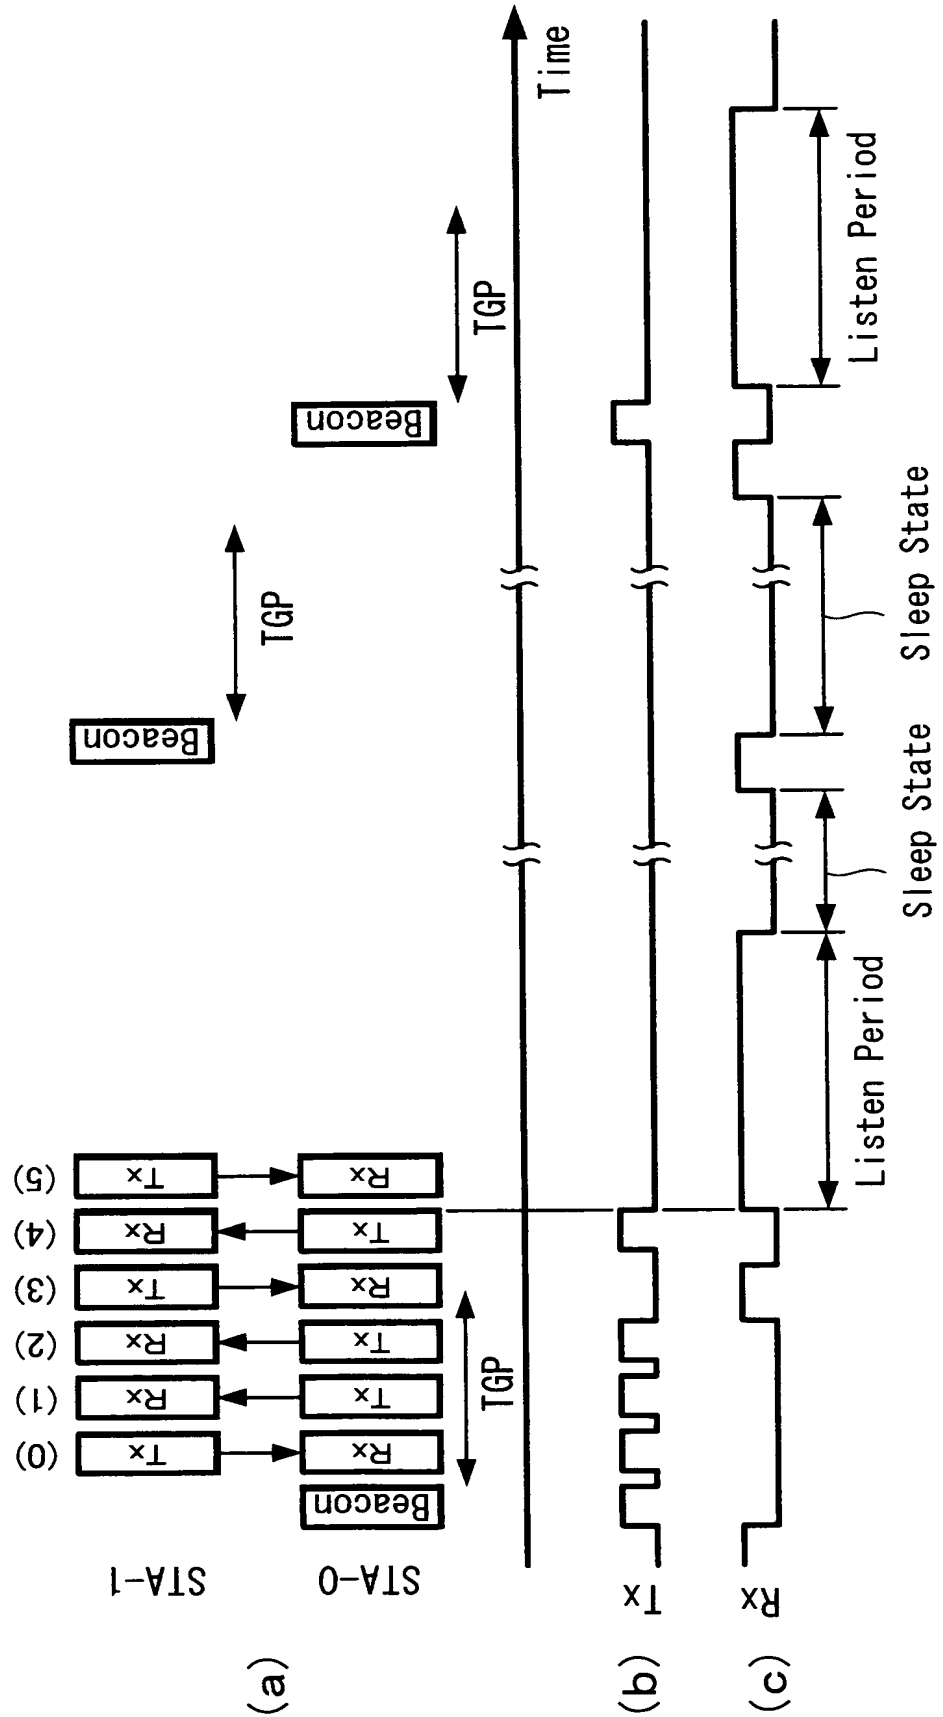 (a)
STA-1
STA-0
(0)
(1)
(2)
(3)
(4)
(5)
Tx
Rx
Rx
Tx
Rx
Tx
Beacon
Beacon
Rx
Tx
Tx
Rx
Tx
Rx
Beacon
TGP
TGP
TGP
Time
(b)
Tx
(c)
Rx
Listen Period
Sleep State
Sleep State
Listen Period